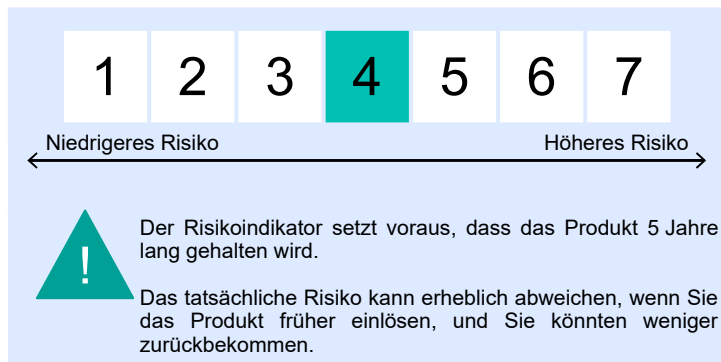 1 2 3 4 5 6 7
Niedrigeres Risiko Höheres Risiko
!
Der Risikoindikator setzt voraus, dass das Produkt 5 Jahre
lang gehalten wird.
Das tatsächliche Risiko kann erheblich abweichen, wenn Sie
das Produkt früher einlösen, und Sie könnten weniger
zurückbekommen.